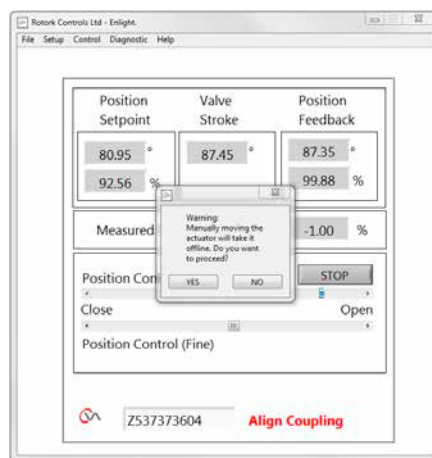 Rotork Controls Ltd - Enlight.
File Setup Control Diagnostic Help
Position Setpoint
Valve Stroke
Position Feedback
80.95 °
87.45 °
87.35 °
92.56 %
99.88 %
Warning:
Manually moving the
actuator will take it
offline. Do you want
to proceed?
YES NO
Measured
-1.00 %
Position Con
STOP
Close Open
Position Control (Fine)
Z537373604
Align Coupling